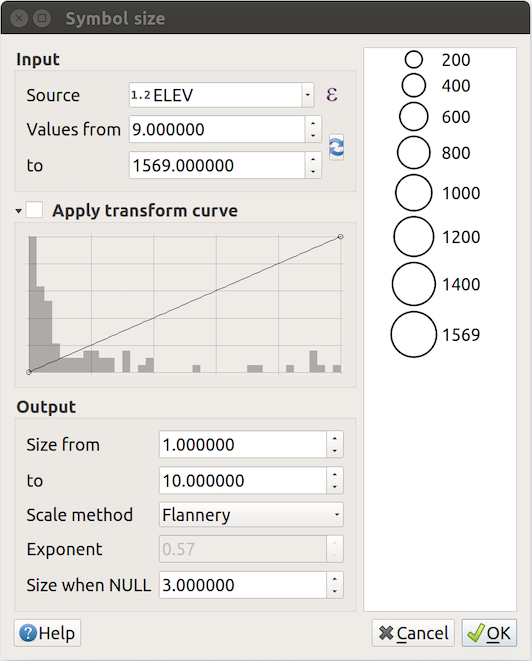 Symbol size
Input
Source 1.2 ELEV ε
Values from 9.000000
to 1569.000000
Apply transform curve
Output
Size from 1.000000
to 10.000000
Scale method Flannery
Exponent 0.57
Size when NULL 3.000000
200
400
600
800
1000
1200
1400
1569
Help Cancel OK